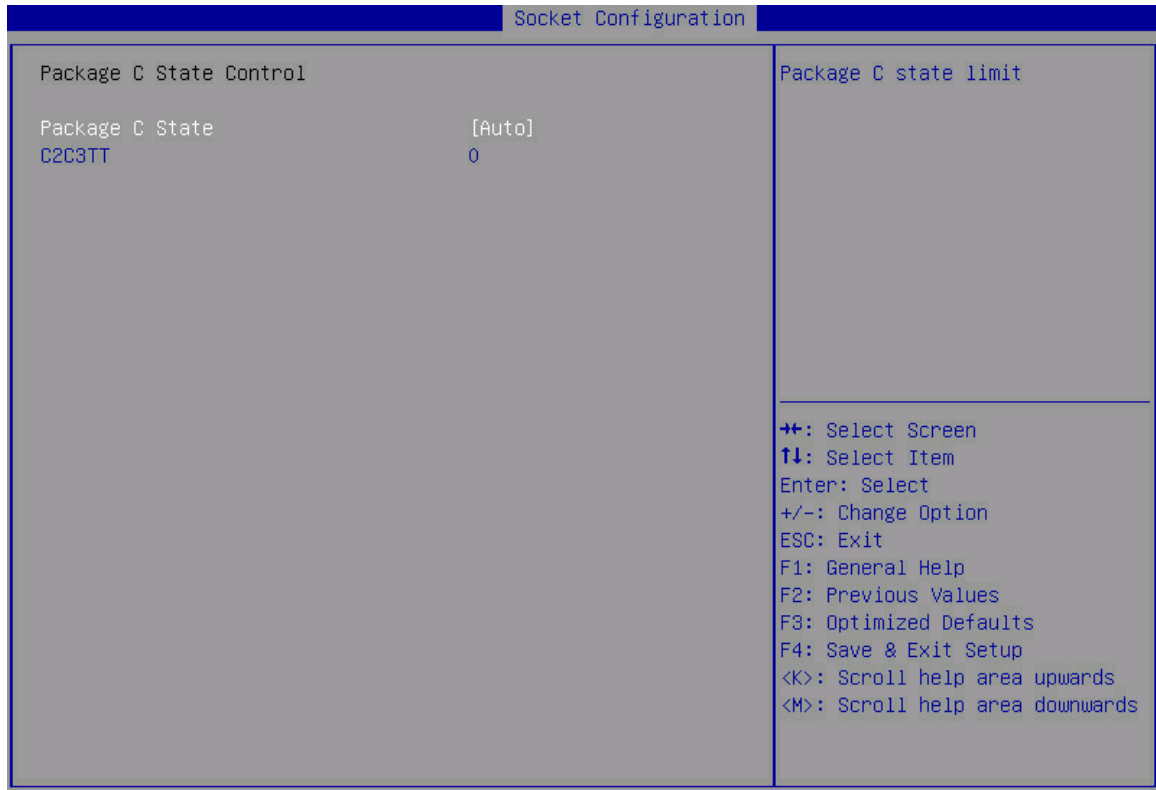 Socket Configuration
Package C State Control
Package C State [Auto]
C2C3TT 0
Package C state limit
→←: Select Screen
↑↓: Select Item
Enter: Select
+/-: Change Option
ESC: Exit
F1: General Help
F2: Previous Values
F3: Optimized Defaults
F4: Save & Exit Setup
<K>: Scroll help area upwards
<M>: Scroll help area downwards